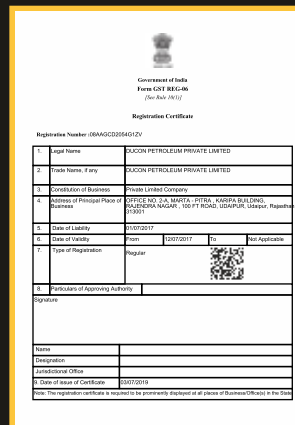 Government of India
Form GST REG-06
[See Rule 10(1)]
Registration Certificate
Registration Number :08AAGCD2054G1ZV
1. Legal Name DUCON PETROLEUM PRIVATE LIMITED
2. Trade Name, if any DUCON PETROLEUM PRIVATE LIMITED
3. Constitution of Business Private Limited Company
4. Address of Principal Place of Business OFFICE NO. 2-A, MARTA - PITRA , KARIPA BUILDING,
RAJENDRA NAGAR , 100 FT ROAD, UDAIPUR, Udaipur, Rajasthan
313001
5. Date of Liability 01/07/2017
6. Date of Validity From 12/07/2017 To Not Applicable
7. Type of Registration Regular
8. Particulars of Approving Authority
Signature
Name
Designation
Jurisdictional Office
9. Date of issue of Certificate 03/07/2019
Note: The registration certificate is required to be prominently displayed at all places of Business/Office(s) in the State